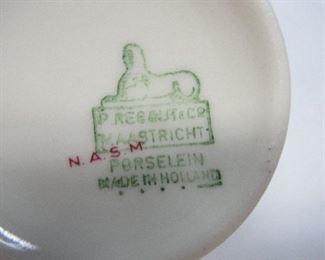 P. REGOUT & CO
MAASTRICHT
N.A.S.M.
PORSELEIN
MADE IN HOLLAND